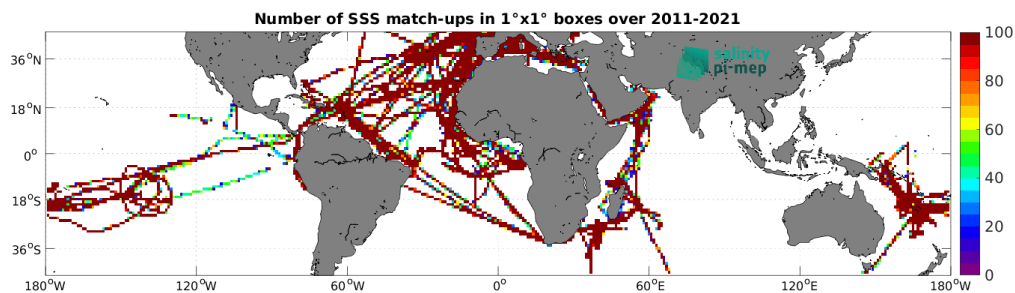 Number of SSS match-ups in 1°x1° boxes over 2011-2021
salinity
pi-mep
36°N
18°N
0°
18°S
36°S
180°W
120°W
60°W
0°
60°E
120°E
180°W
100
80
60
40
20
0